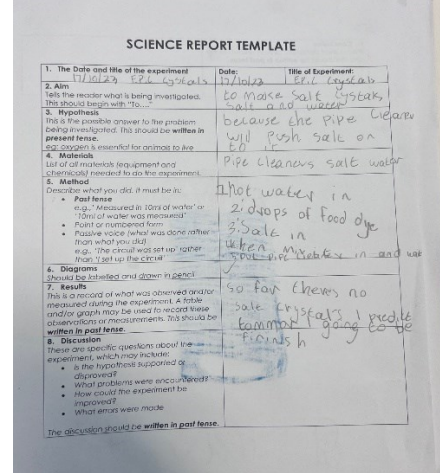 SCIENCE REPORT TEMPLATE
1. The Date and title of the experiment
17/10/23 EPiC Crystals
Date:
17/10/23
Title of Experiment:
EPiC Crystals
2. Aim
Tells the reader what is being investigated.
This should begin with "To...."
to make salt
salt and water
3. Hypothesis
This is the possible answer to the problem
being investigated. This should be written in
present tense.
eg: oxygen is essential for animals to live
because the pipe cleaner
will push salt on
to it
4. Materials
List of all materials (equipment and
chemicals) needed to do the experiment.
Pipe cleaners salt water
5. Method
Describe what you did. It must be in:
• Past tense
e.g., ' Measured in 10ml of water' or
'10ml of water was measured'
• Point or numbered form
• Passive voice (what was done rather
than what you did)
e.g., 'The circuit was set up' rather
than 'I set up the circuit'
1. hot water in
2. drops of food dye
3. salt in
in and
6. Diagrams
Should be labelled and drawn in pencil
7. Results
This is a record of what was observed and/or
measured during the experiment. A table
and/or graph may be used to record these
observations or measurements. This should be
written in past tense.
so far theres no
salt crystals I
going to be
finish
8. Discussion
These are specific questions about the
experiment, which may include:
• Is the hypothesis supported or
disproved?
• What problems were encountered?
• How could the experiment be
improved?
• What errors were made
The discussion should be written in past tense.